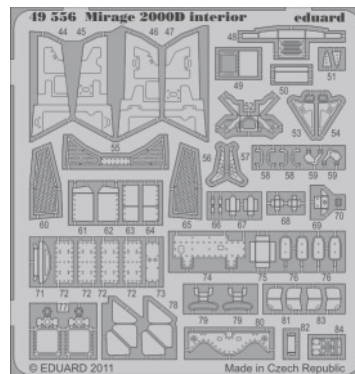 49 556 Mirage 2000D interior eduard
44 45 46 47 48
49 50 51
52 53 54
55 56 57 58 58 59 59
60 61 62 63 64 65 66 67 68 69 70
71 72 72 72 72 73 74 75 76 76
77 78 79 79 80 81 83
82 84
© EDUARD 2011 Made in Czech Republic